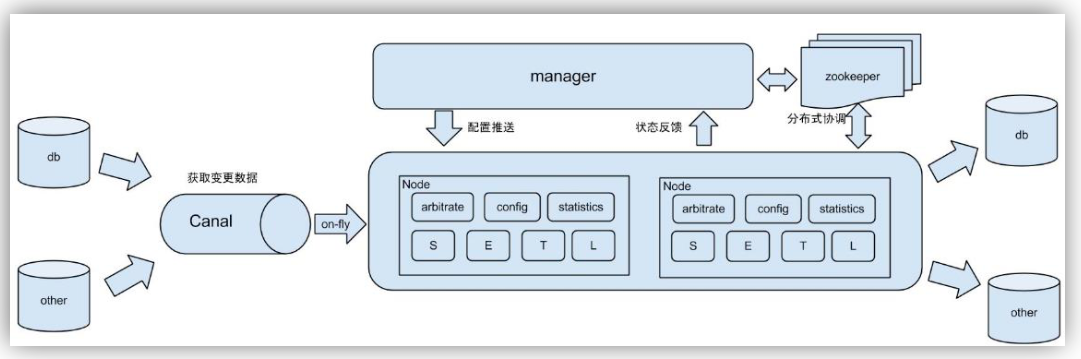 manager
zookeeper
配置推送
状态反馈
分布式协调
db
获取变更数据
Canal
on-fly
other
Node
arbitrate
config
statistics
S
E
T
L
Node
arbitrate
config
statistics
S
E
T
L
db
other